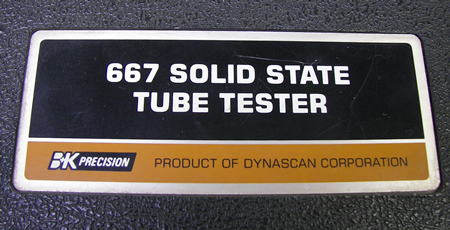 667 SOLID STATE
TUBE TESTER
B&K PRECISION PRODUCT OF DYNASCAN CORPORATION